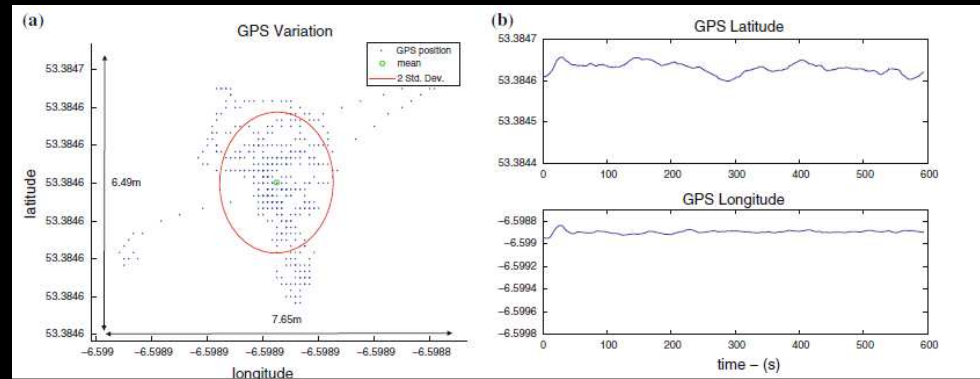 (a)
GPS Variation
GPS position
mean
2 Std. Dev.
latitude
53.3847
53.3846
53.3846
53.3846
53.3846
53.3846
53.3846
53.3846
6.49m
7.65m
−6.599
−6.5989
−6.5989
−6.5989
−6.5989
−6.5988
longitude
(b)
GPS Latitude
53.3847
53.3846
53.3845
53.3844
0
100
200
300
400
500
600
GPS Longitude
−6.5988
−6.599
−6.5992
−6.5994
−6.5996
−6.5998
0
100
200
300
400
500
600
time – (s)